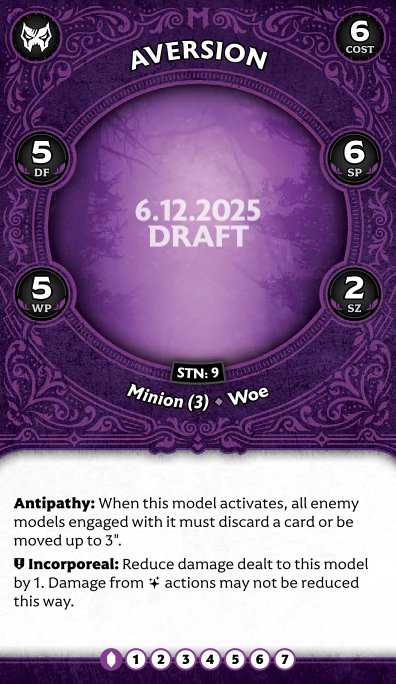 AVERSION
6
COST
5
DF
6
SP
6.12.2025
DRAFT
5
WP
2
SZ
STN: 9
Minion (3) ◆ Woe
Antipathy: When this model activates, all enemy
models engaged with it must discard a card or be
moved up to 3".
Incorporeal: Reduce damage dealt to this model
by 1. Damage from actions may not be reduced
this way.
1 2 3 4 5 6 7